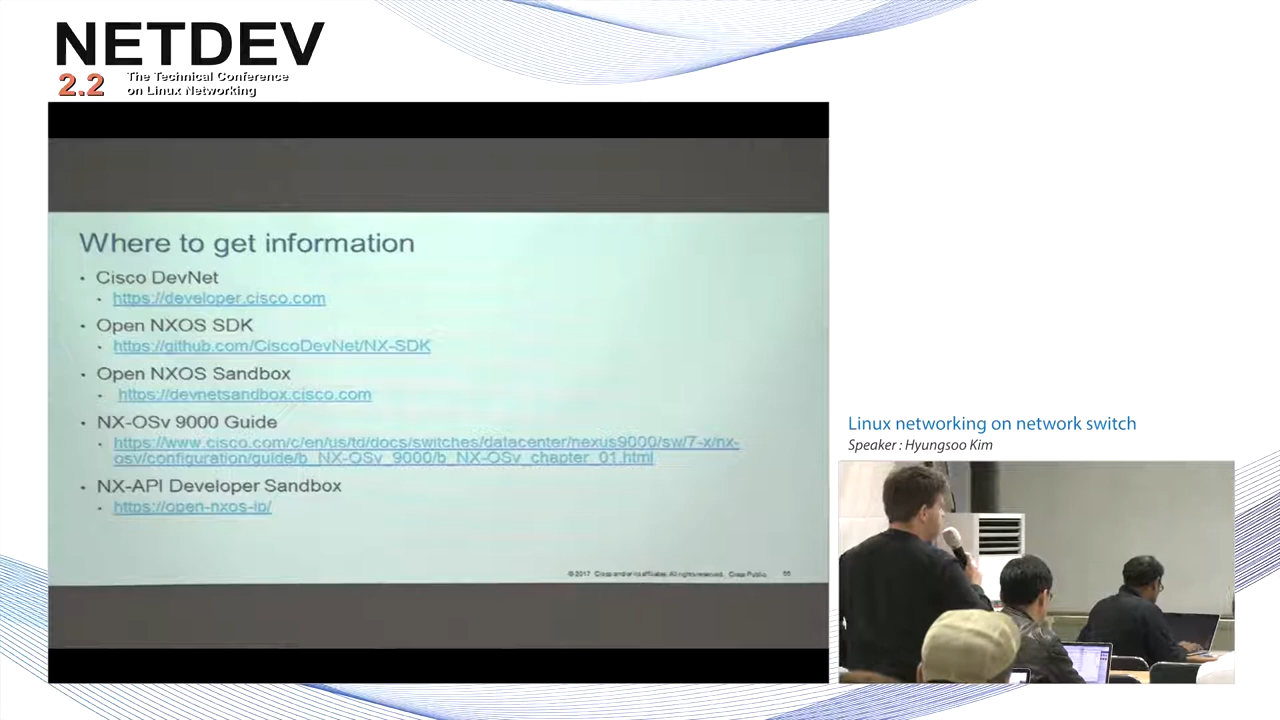 NETDEV
2.2
The Technical Conference
on Linux Networking
Where to get information
• Cisco DevNet
• https://developer.cisco.com
• Open NXOS SDK
• https://github.com/CiscoDevNet/NX-SDK
• Open NXOS Sandbox
• https://devnetsandbox.cisco.com
• NX-OSv 9000 Guide
• https://www.cisco.com/c/en/us/td/docs/switches/datacenter/nexus9000/sw/7-x/nx-
osv/configuration/guide/b_NX-OSv_9000/b_NX-OSv_chapter_01.html
• NX-API Developer Sandbox
• https://open-nxos-ip/
© 2017 Cisco and/or its affiliates. All rights reserved. Cisco Public
Linux networking on network switch
Speaker : Hyungsoo Kim